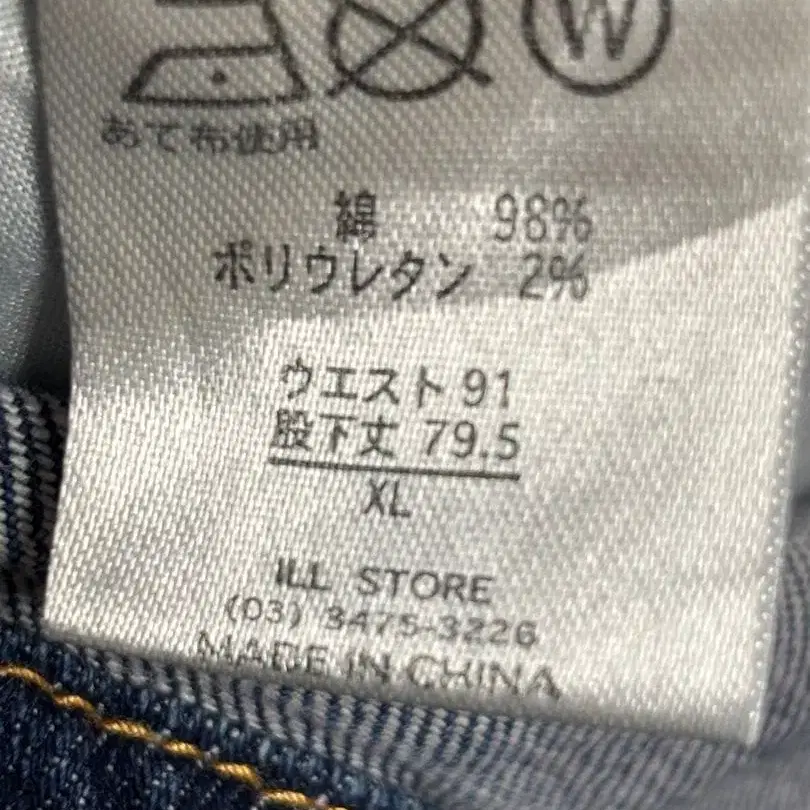 W
あて布使用
綿 98%
ポリウレタン 2%
ウエスト 91
股下丈 79.5
XL
ILL STORE
(03) 3475-3226
MADE IN CHINA